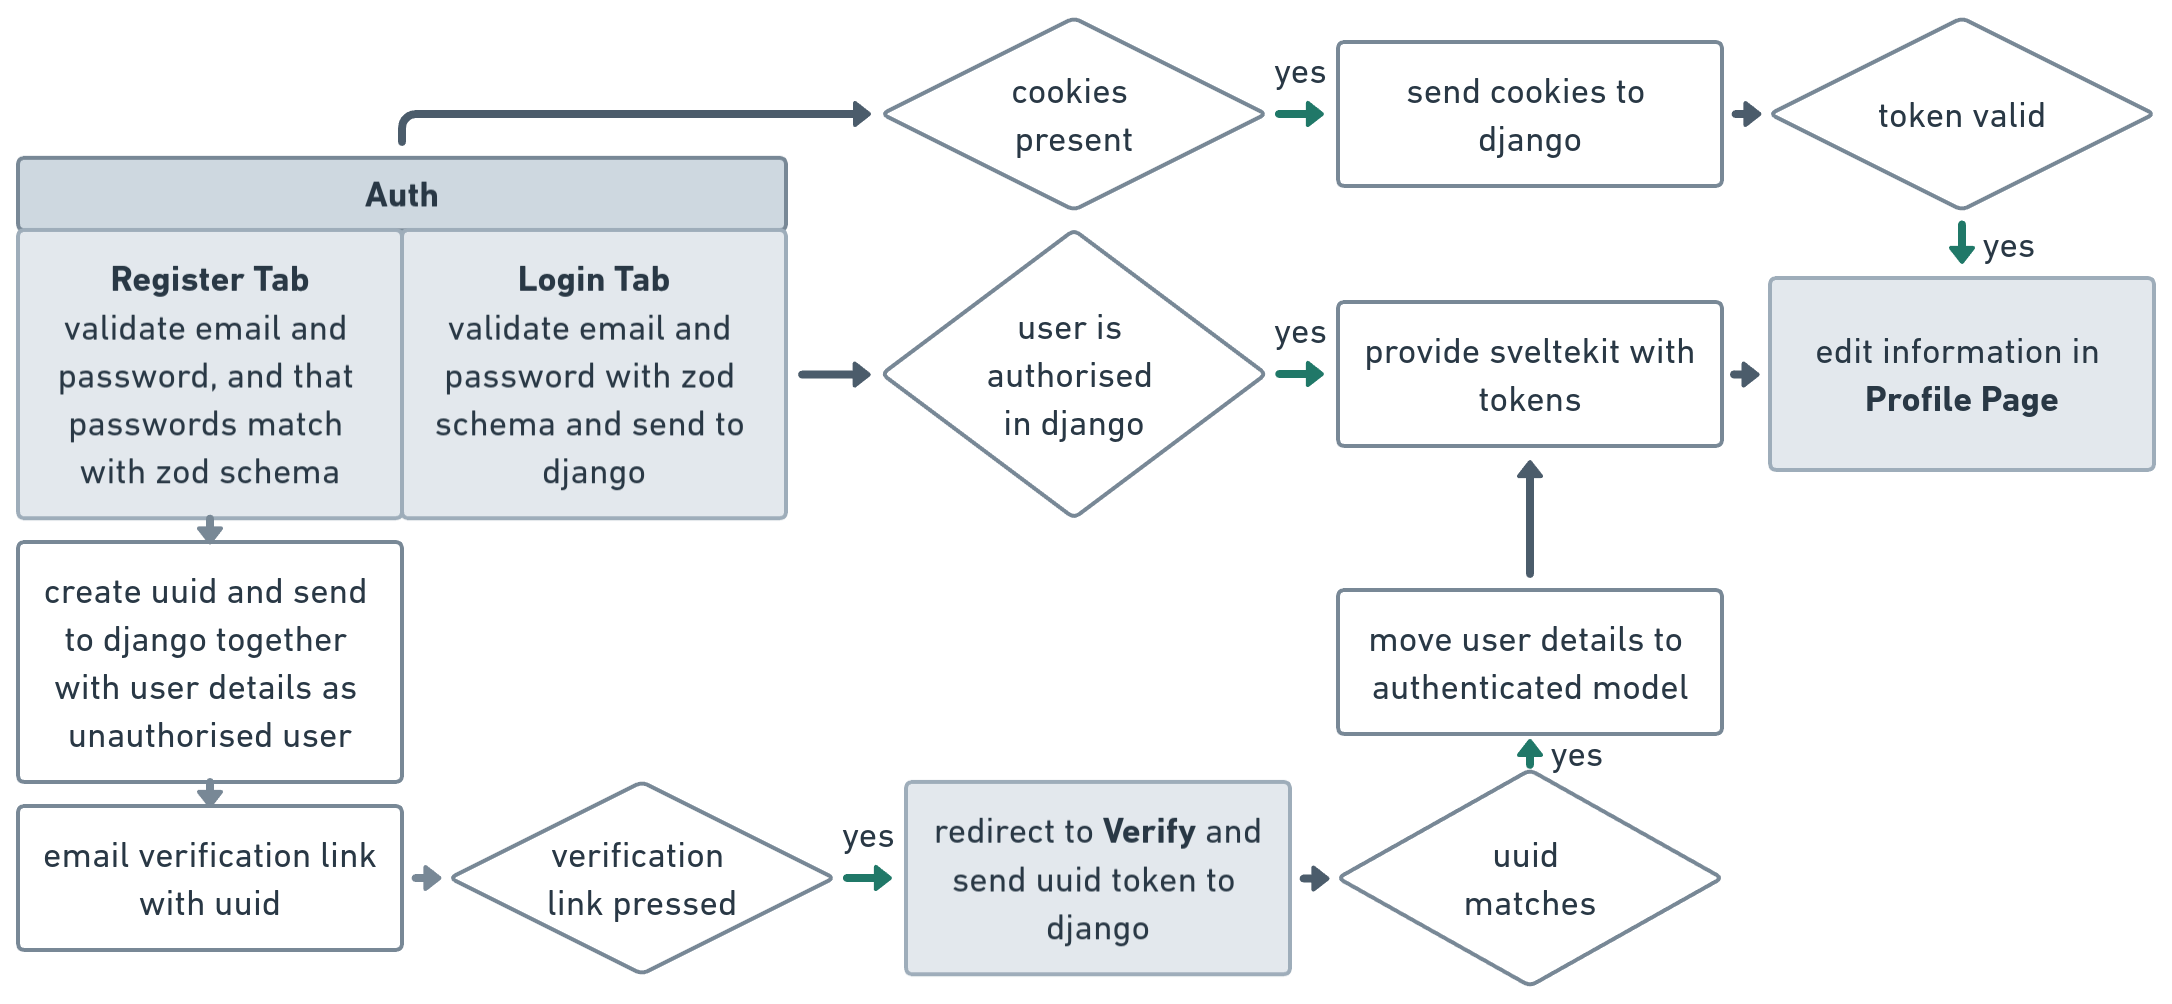 cookies
present
yes
send cookies to
django
token valid
yes
Auth
Register Tab
validate email and
password, and that
passwords match
with zod schema
Login Tab
validate email and
password with zod
schema and send to
django
user is
authorised
in django
yes
provide sveltekit with
tokens
edit information in
Profile Page
create uuid and send
to django together
with user details as
unauthorised user
move user details to
authenticated model
yes
email verification link
with uuid
verification
link pressed
yes
redirect to Verify and
send uuid token to
django
uuid
matches